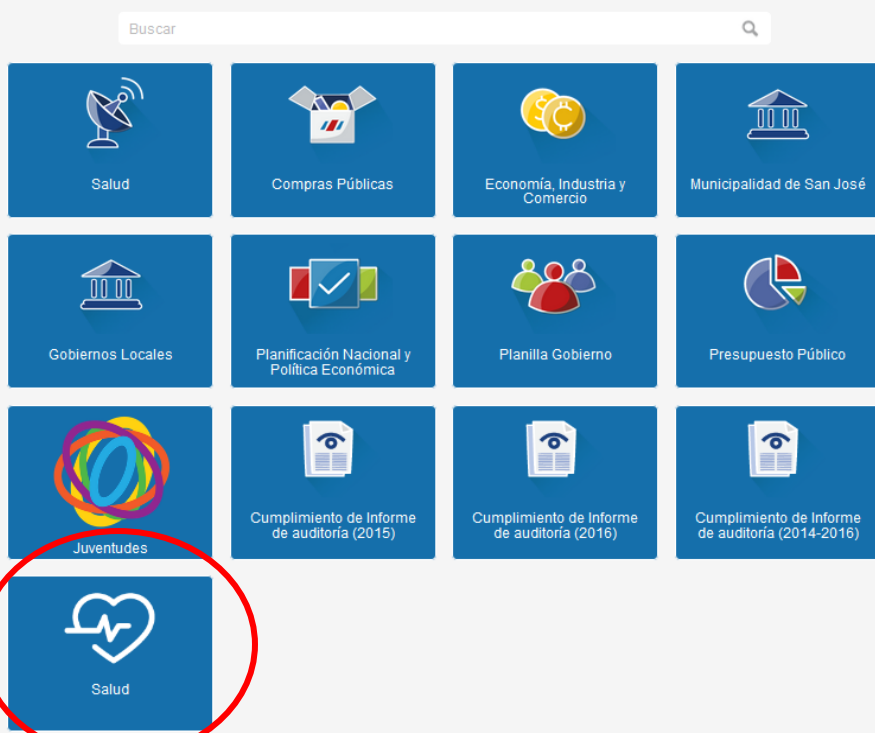 Buscar
Salud
Compras Públicas
Economía, Industria y
Comercio
Municipalidad de San José
Gobiernos Locales
Planificación Nacional y
Política Económica
Planilla Gobierno
Presupuesto Público
Juventudes
Cumplimiento de Informe
de auditoría (2015)
Cumplimiento de Informe
de auditoría (2016)
Cumplimiento de Informe
de auditoría (2014-2016)
Salud